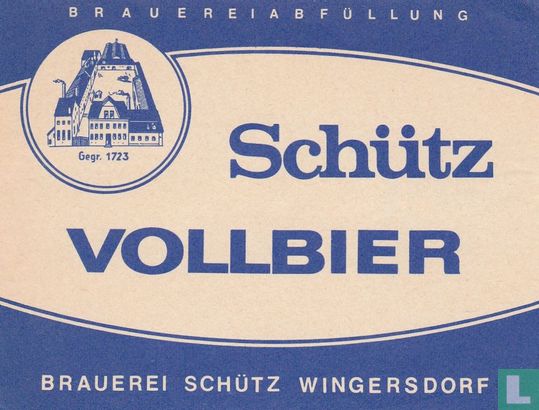 BRAUEREIABFÜLLUNG
Gegr. 1723
Schütz
VOLLBIER
BRAUEREI SCHÜTZ WINGERSDORF
L